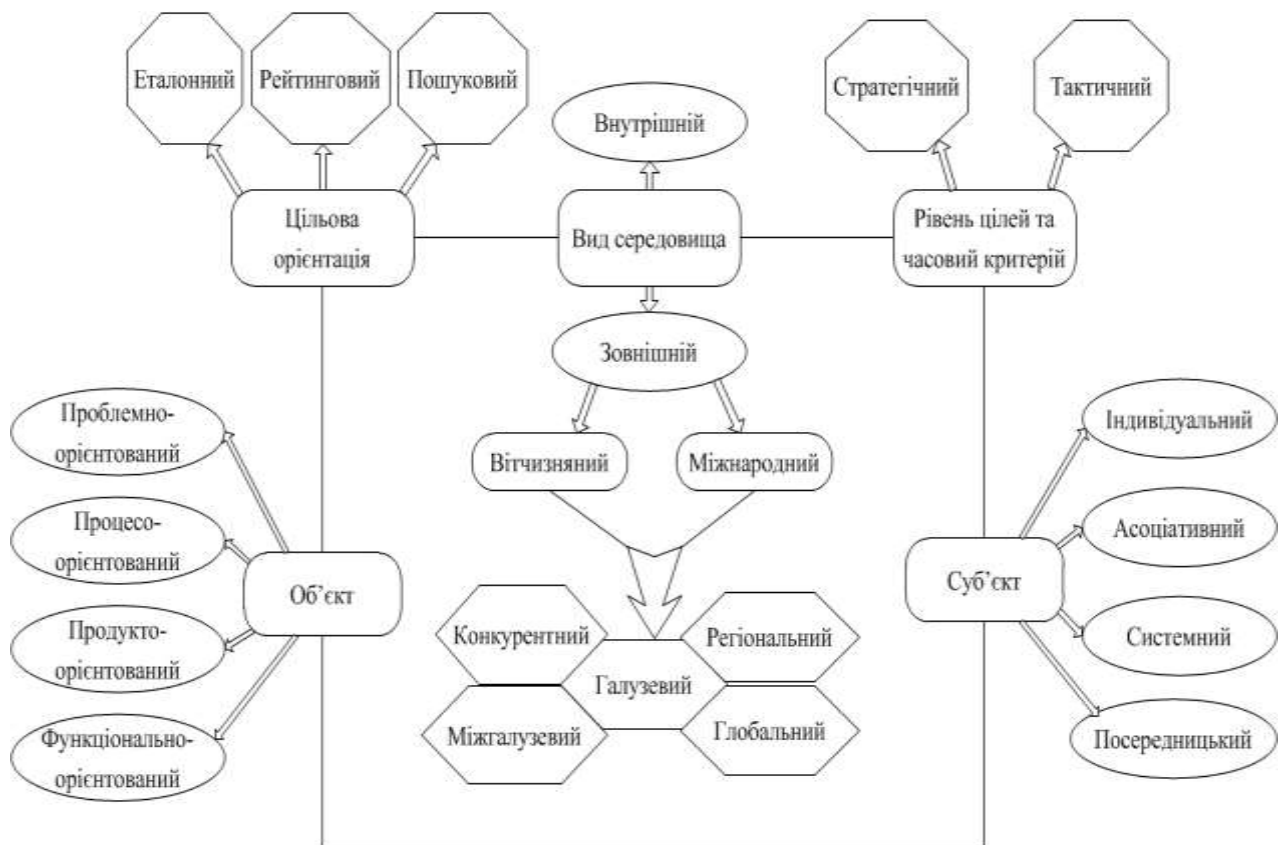 Еталонний
Рейтинговий
Пошуковий
Стратегічний
Тактичний
Внутрішній
Цільова
орієнтація
Вид середовища
Рівень цілей та
часовий критерій
Зовнішній
Вітчизняний
Міжнародний
Проблемно-
орієнтований
Процесо-
орієнтований
Продукто-
орієнтований
Функціонально-
орієнтований
Об’єкт
Конкурентний
Регіональний
Галузевий
Міжгалузевий
Глобальний
Суб’єкт
Індивідуальний
Асоціативний
Системний
Посередницький